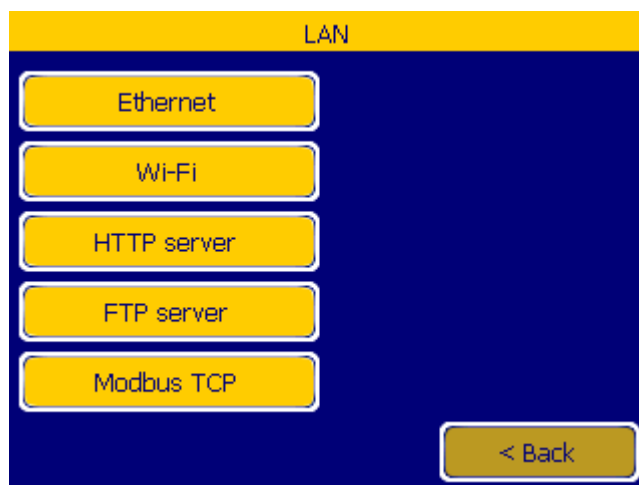 LAN
Ethernet
Wi-Fi
HTTP server
FTP server
Modbus TCP
< Back